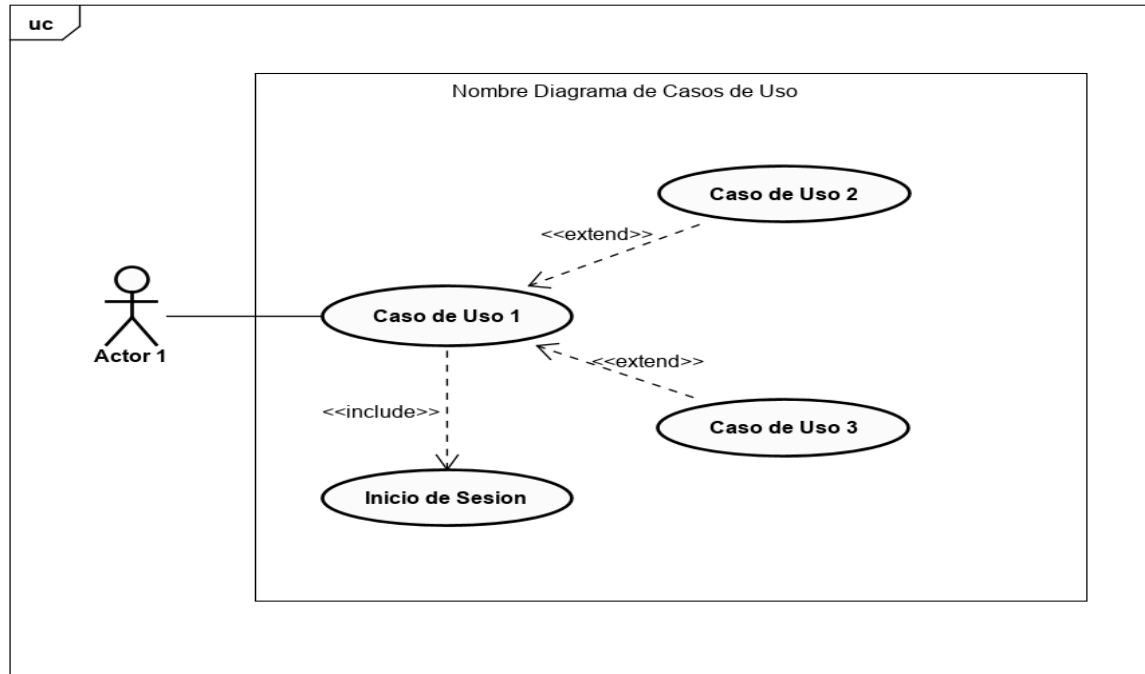 uc
Nombre Diagrama de Casos de Uso
Caso de Uso 2
<<extend>>
Caso de Uso 1
Actor 1
<<extend>>
<<include>>
Caso de Uso 3
Inicio de Sesion